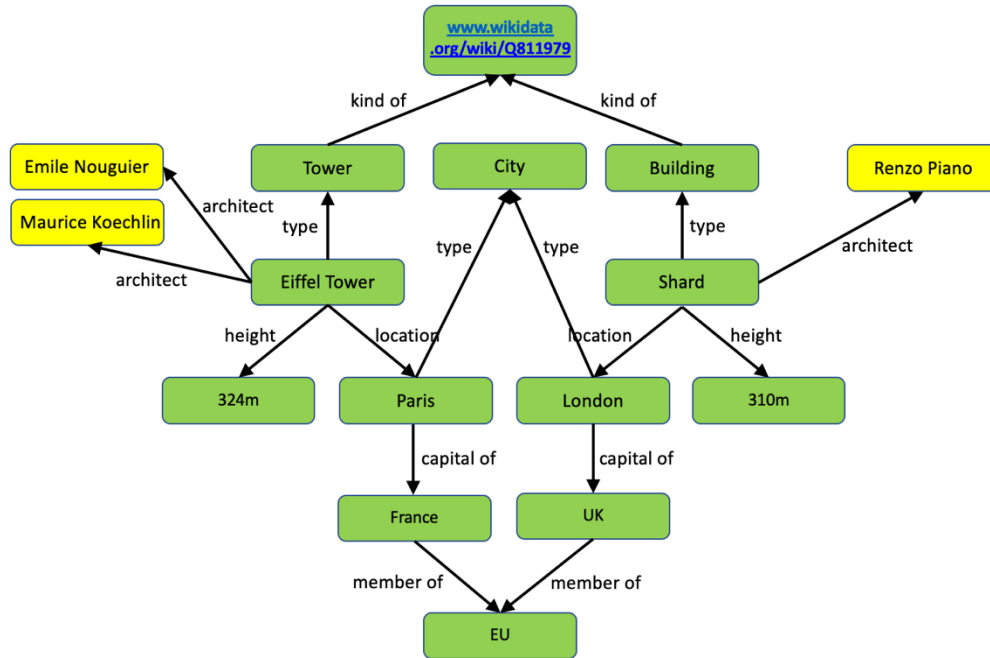 www.wikidata
.org/wiki/Q811979
kind of
kind of
Emile Nouguier
Tower
City
Building
Renzo Piano
Maurice Koechlin
architect
type
type
type
type
architect
architect
Eiffel Tower
Shard
height
location
location
height
324m
Paris
London
310m
capital of
capital of
France
UK
member of
member of
EU